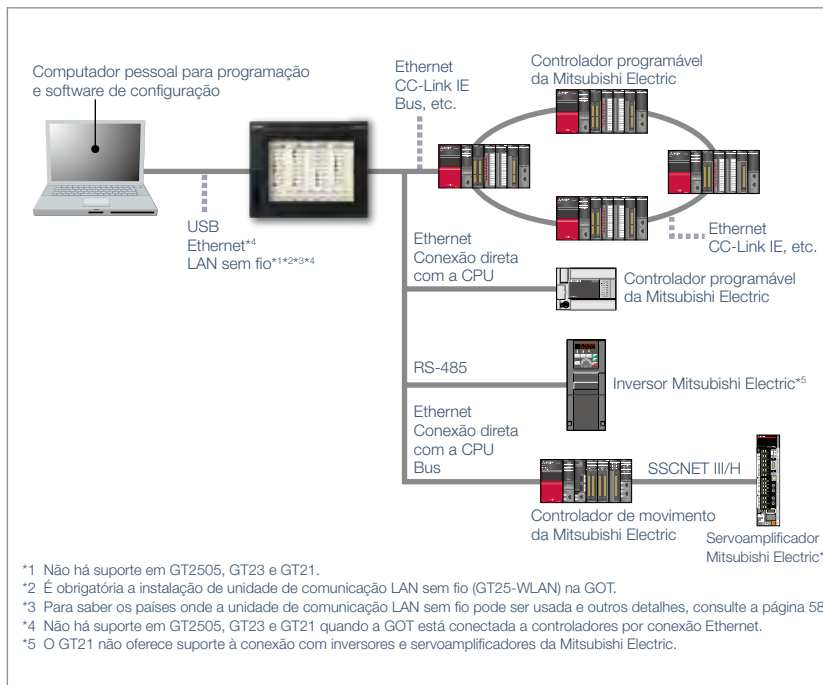 Computador pessoal para programação
e software de configuração
Ethernet
CC-Link IE
Bus, etc.
Controlador programável
da Mitsubishi Electric
USB
Ethernet*4
LAN sem fio*1*2*3*4
Ethernet
CC-Link IE, etc.
Ethernet
Conexão direta
com a CPU
Controlador programável
da Mitsubishi Electric
RS-485
Inversor Mitsubishi Electric*5
Ethernet
Conexão direta
com a CPU
Bus
SSCNET III/H
Controlador de movimento
da Mitsubishi Electric
Servoamplificador
Mitsubishi Electric*
*1 Não há suporte em GT2505, GT23 e GT21.
*2 É obrigatória a instalação de unidade de comunicação LAN sem fio (GT25-WLAN) na GOT.
*3 Para saber os países onde a unidade de comunicação LAN sem fio pode ser usada e outros detalhes, consulte a página 58
*4 Não há suporte em GT2505, GT23 e GT21 quando a GOT está conectada a controladores por conexão Ethernet.
*5 O GT21 não oferece suporte à conexão com inversores e servoamplificadores da Mitsubishi Electric.